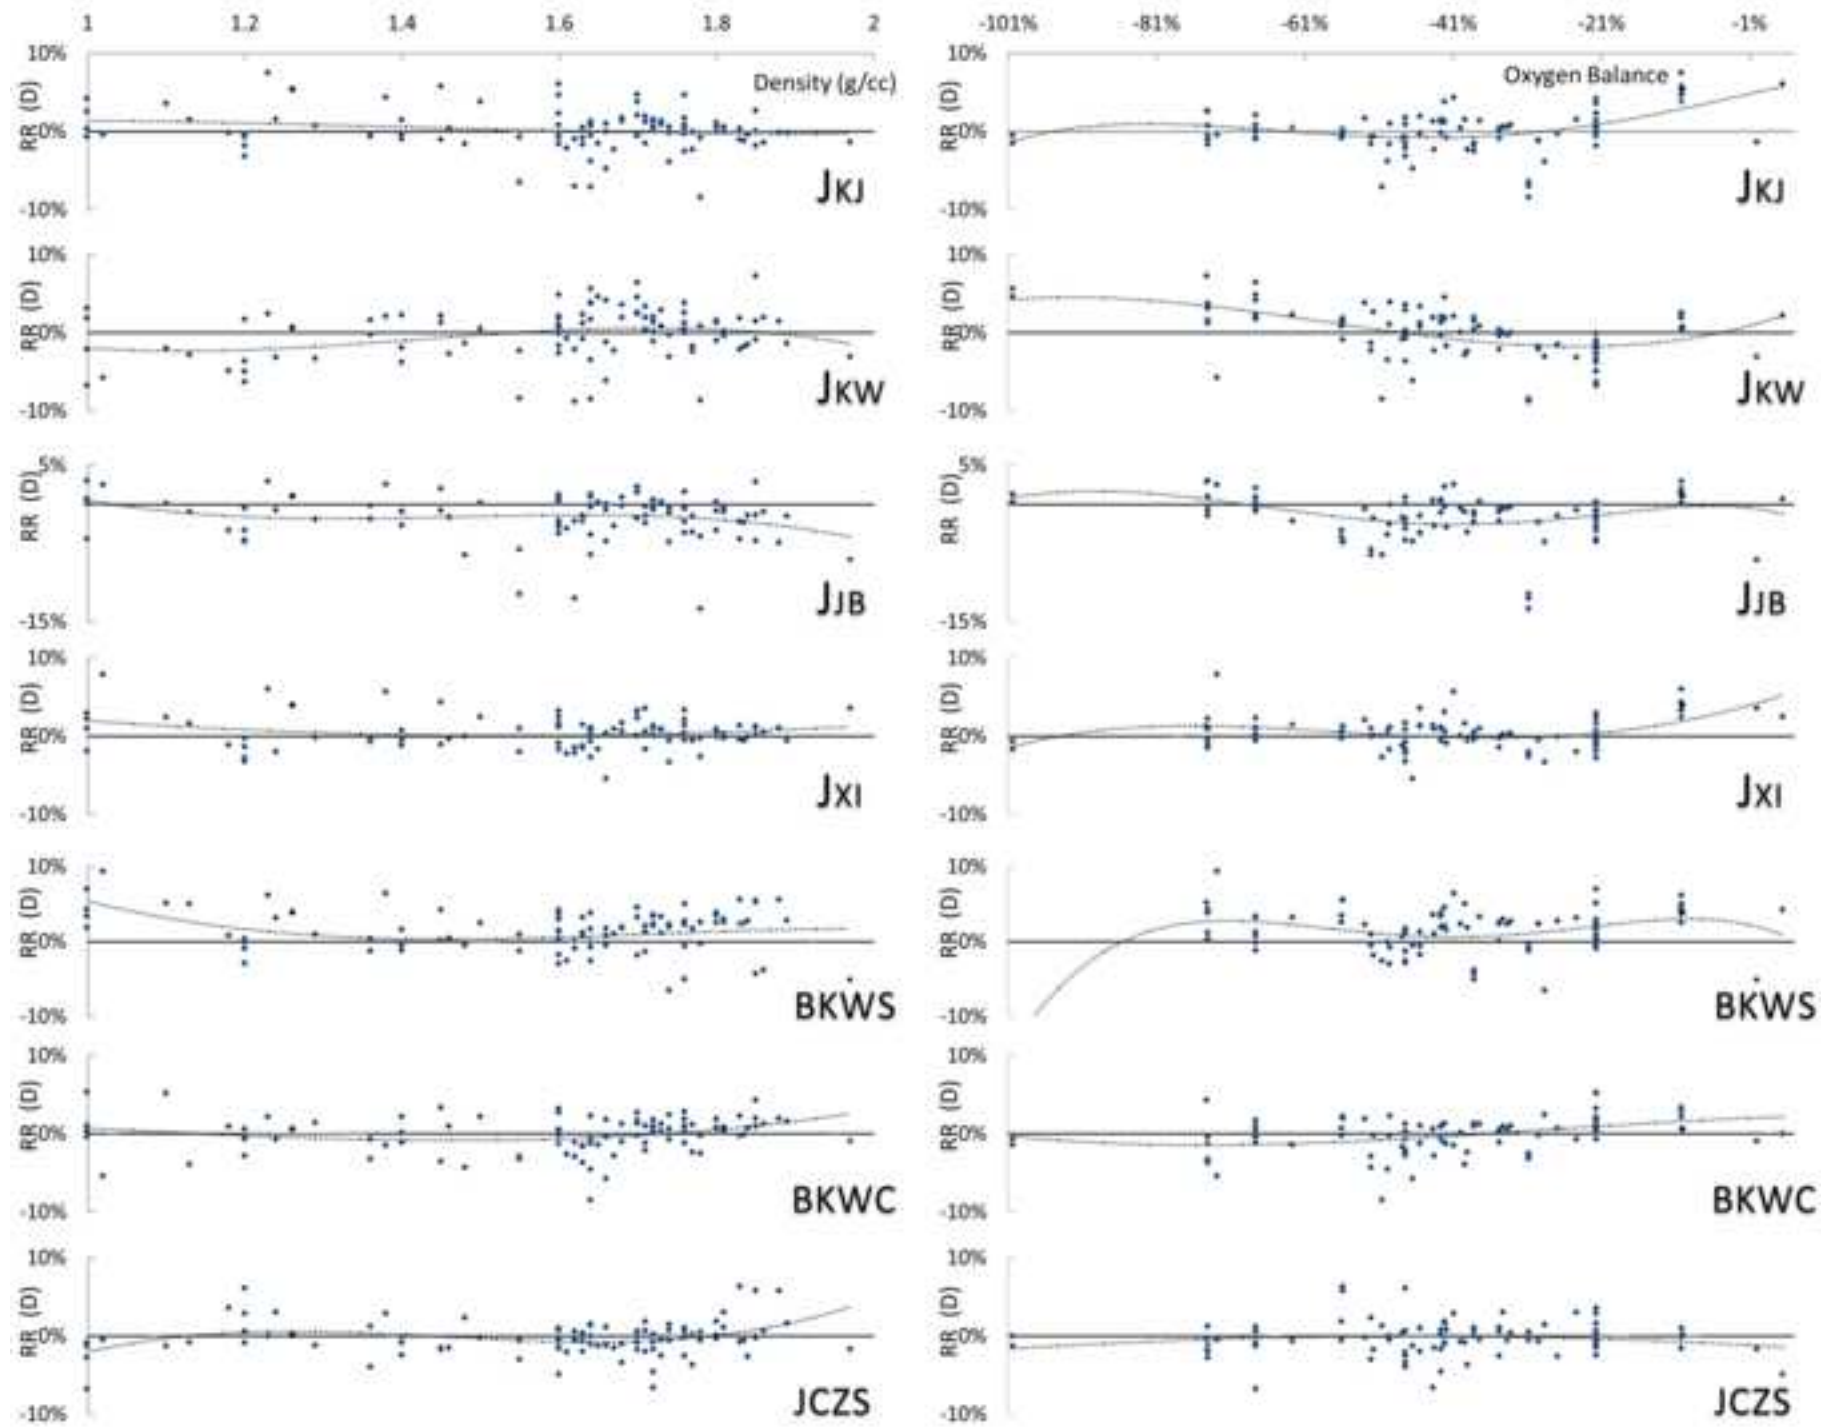 1 1.2 1.4 1.6 1.8 2 -101% -81% -61% -41% -21% -1%
10% Density (g/cc) 10% Oxygen Balance
RR (D) 0% RR (D) 0%
-10% JKJ -10% JKJ
10% 10%
RR (D) 0% RR (D) 0%
-10% JKW -10% JKW
5% 5%
RR (D) RR (D)
-15% JJB -15% JJB
10% 10%
RR (D) 0% RR (D) 0%
-10% JXI -10% JXI
10% 10%
RR (D) 0% RR (D) 0%
-10% BKWS -10% BKWS
10% 10%
RR (D) 0% RR (D) 0%
-10% BKWC -10% BKWC
10% 10%
RR (D) 0% RR (D) 0%
-10% JCZS -10% JCZS